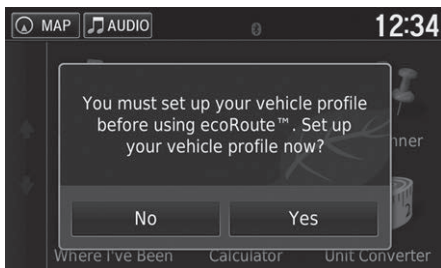 MAP AUDIO 12:34
You must set up your vehicle profile
before using ecoRoute™. Set up
your vehicle profile now?
No Yes
Where I've Been Calculator Unit Converter